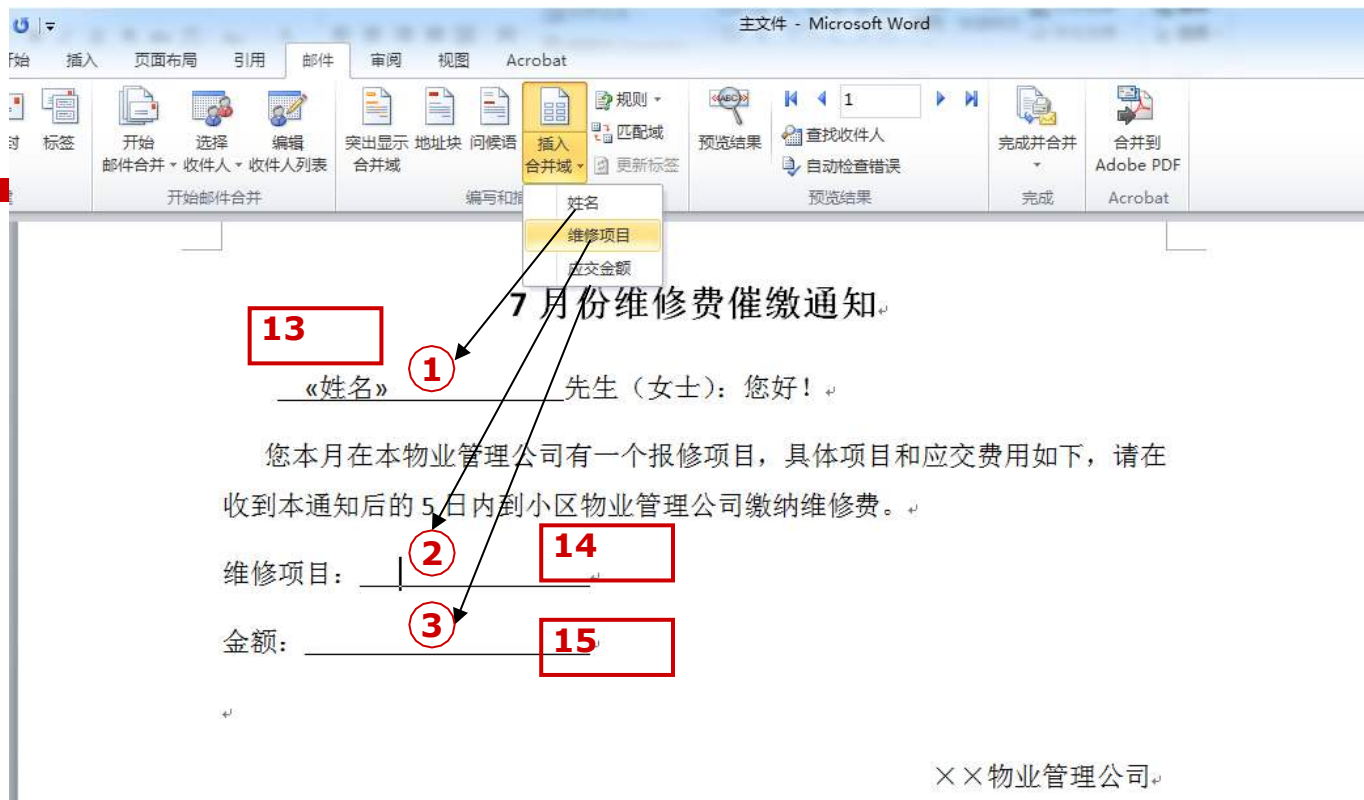 主文件 - Microsoft Word
插入 页面布局 引用 邮件 审阅 视图 Acrobat
标签 开始 邮件合并 选择 收件人 编辑 收件人列表 突出显示 合并域 地址块 问候语 插入 合并域 规则 匹配域 更新标签 预览结果 1 查找收件人 自动检查错误 完成并合并 合并到 Adobe PDF
开始邮件合并 编写和插 预览结果 完成 Acrobat
姓名
维修项目
应交金额
7 月份维修费催缴通知
13
1
«姓名» 先生（女士）：您好！
您本月在本物业管理公司有一个报修项目，具体项目和应交费用如下，请在
收到本通知后的 5 日内到小区物业管理公司缴纳维修费。
2 14
维修项目：
3 15
金额：
××物业管理公司